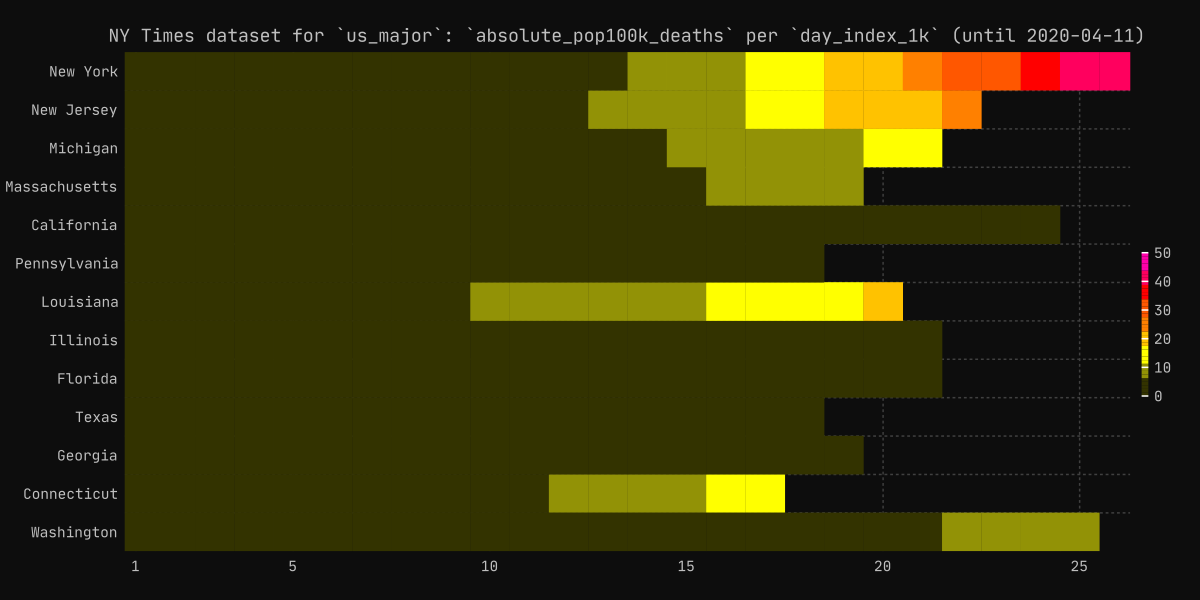 NY Times dataset for `us_major`: `absolute_pop100k_deaths` per `day_index_1k` (until 2020-04-11)
New York
New Jersey
Michigan
Massachusetts
California
Pennsylvania
Louisiana
Illinois
Florida
Texas
Georgia
Connecticut
Washington
50
40
30
20
10
0
1 5 10 15 20 25